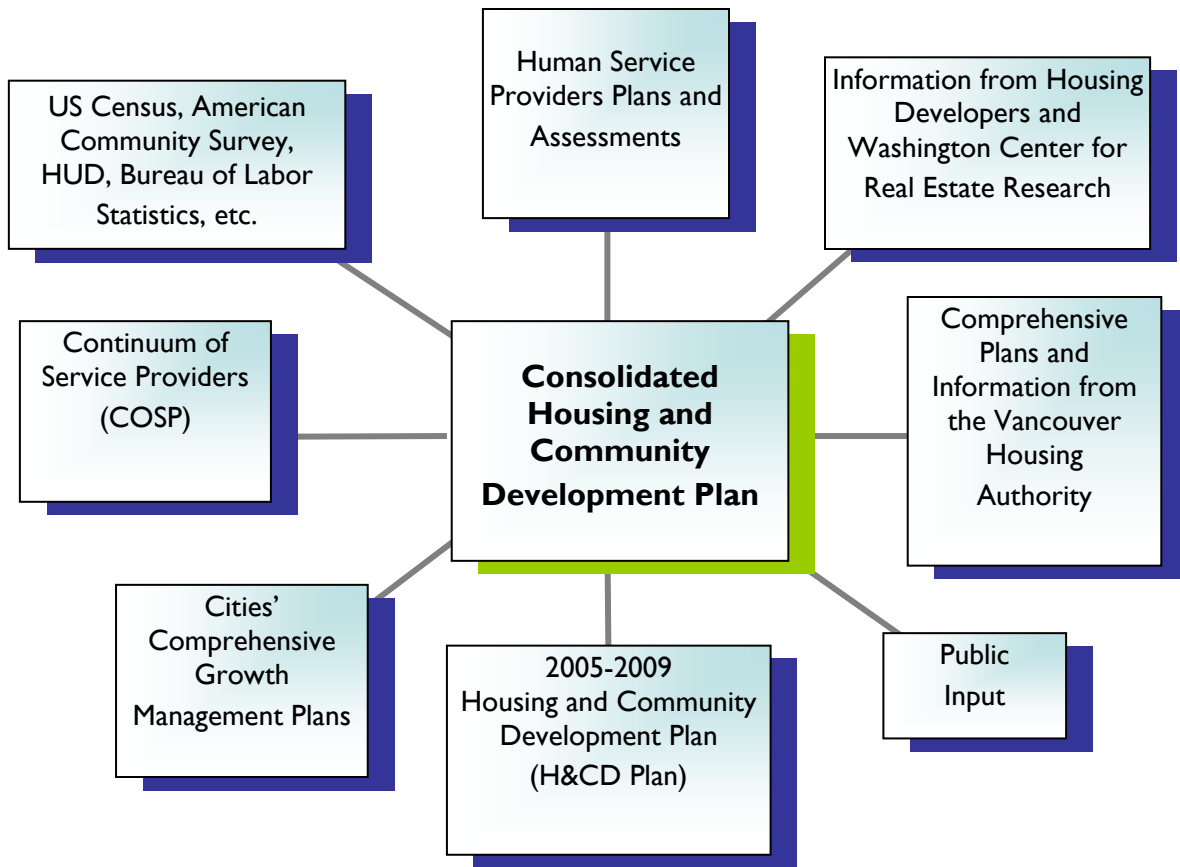 Human Service
Providers Plans and
Assessments
US Census, American
Community Survey,
HUD, Bureau of Labor
Statistics, etc.
Information from Housing
Developers and
Washington Center for
Real Estate Research
Continuum of
Service Providers
(COSP)
Consolidated
Housing and
Community
Development Plan
Comprehensive
Plans and
Information from
the Vancouver
Housing
Authority
Cities’
Comprehensive
Growth
Management Plans
2005-2009
Housing and Community
Development Plan
(H&CD Plan)
Public
Input